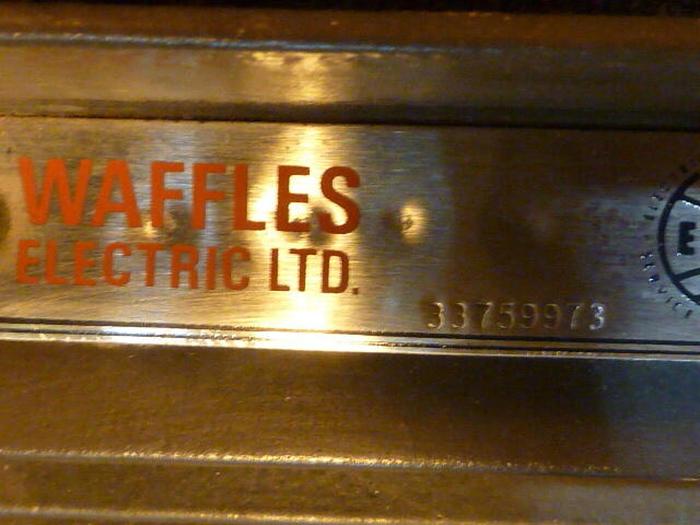 WAFFLES
ELECTRIC LTD.
33759973
E